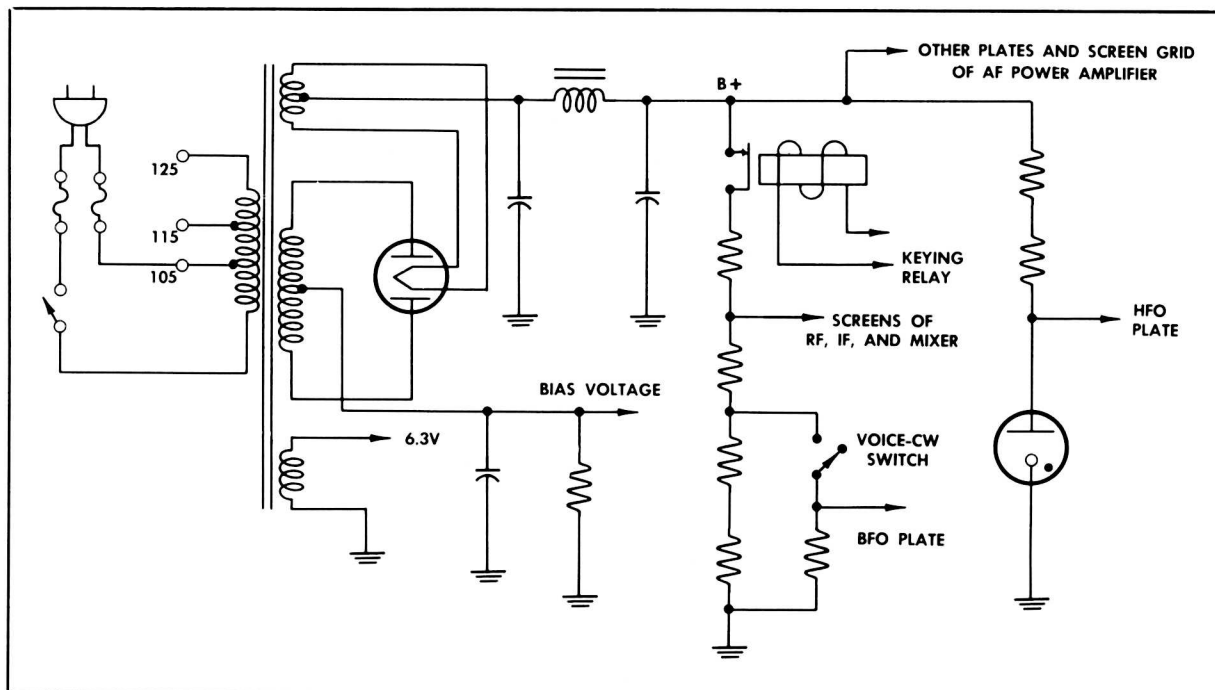 OTHER PLATES AND SCREEN GRID
OF AF POWER AMPLIFIER
B+
125
115
105
KEYING
RELAY
SCREENS OF
RF, IF, AND MIXER
HFO
PLATE
BIAS VOLTAGE
6.3V
VOICE-CW
SWITCH
BFO PLATE